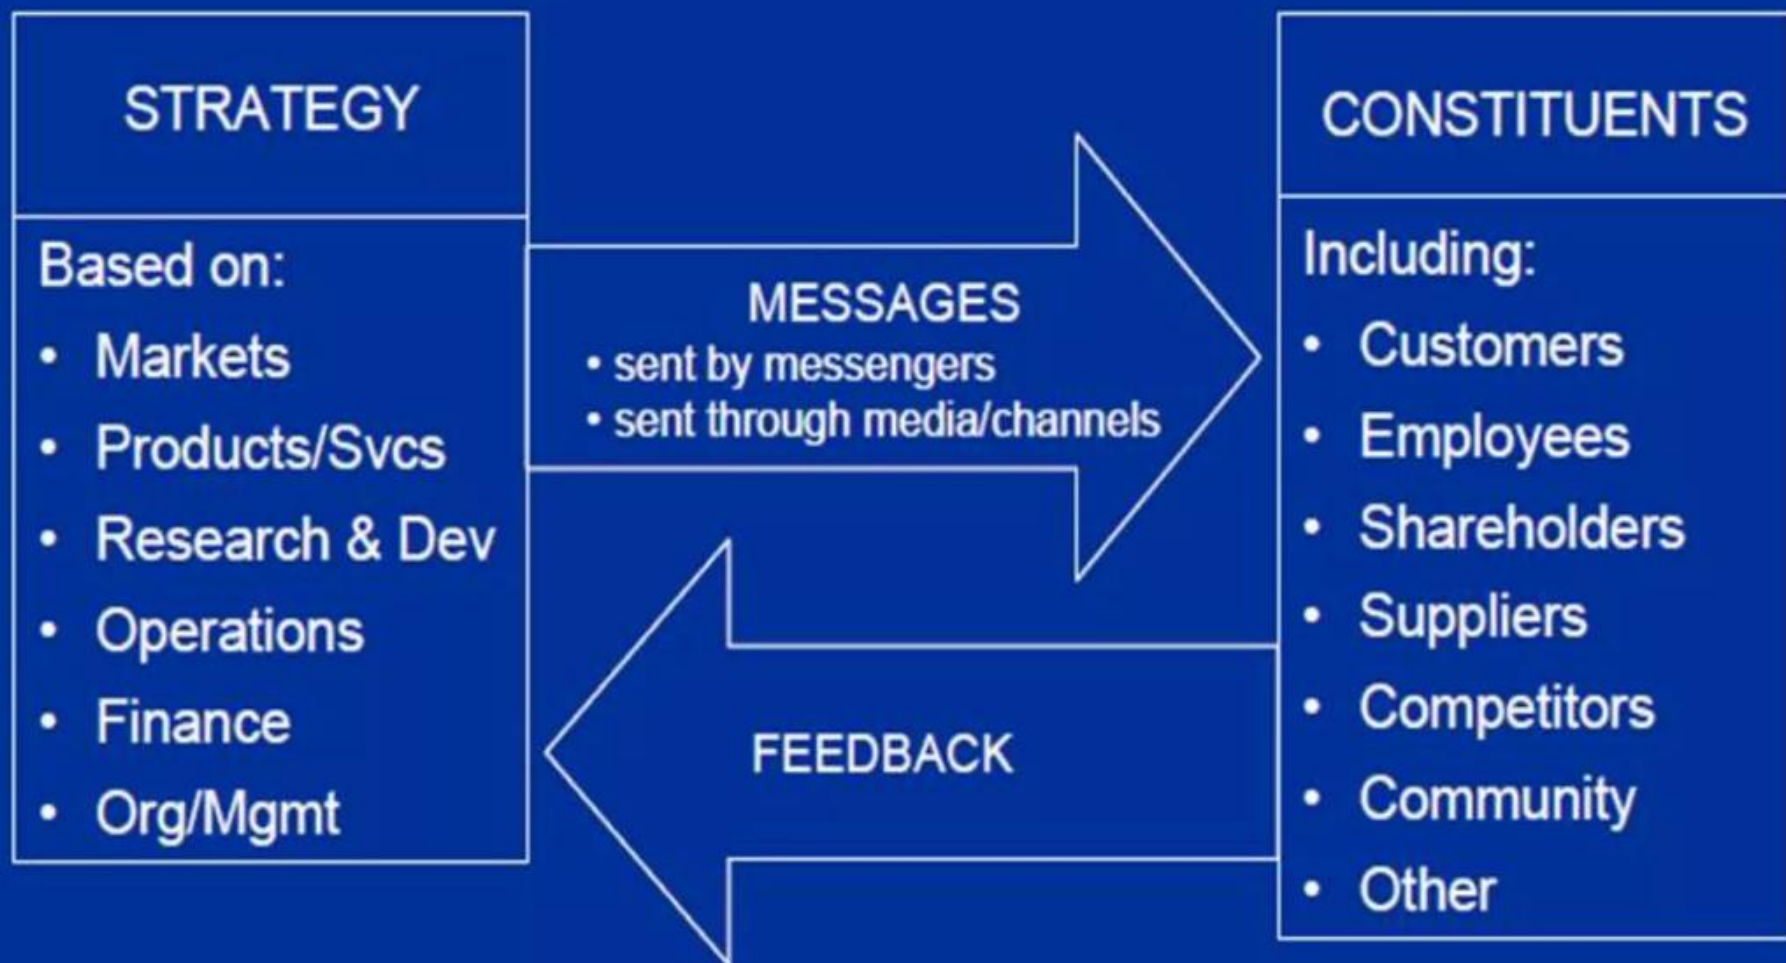 STRATEGY
Based on:
• Markets
• Products/Svcs
• Research & Dev
• Operations
• Finance
• Org/Mgmt
MESSAGES
• sent by messengers
• sent through media/channels
FEEDBACK
CONSTITUENTS
Including:
• Customers
• Employees
• Shareholders
• Suppliers
• Competitors
• Community
• Other